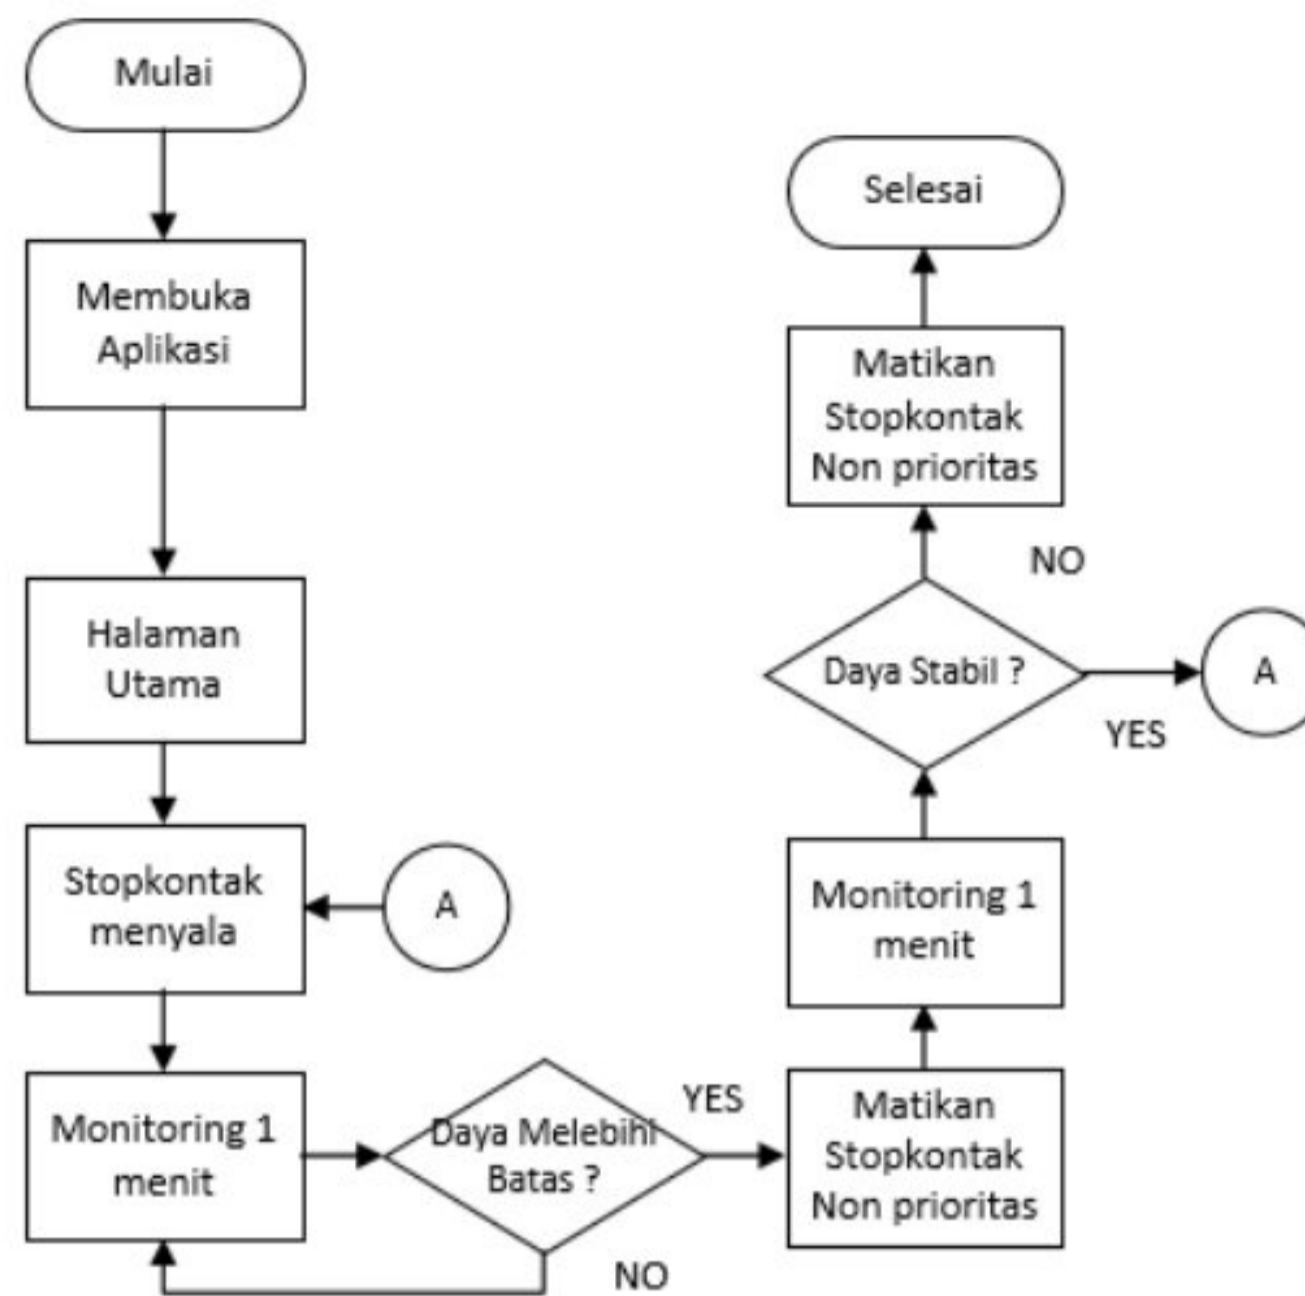 Mulai
Membuka
Aplikasi
Halaman
Utama
Stopkontak
menyala
A
Monitoring 1
menit
Daya Melebihi
Batas ?
YES
NO
Matikan
Stopkontak
Non prioritas
Monitoring 1
menit
Daya Stabil ?
YES
A
NO
Matikan
Stopkontak
Non prioritas
Selesai